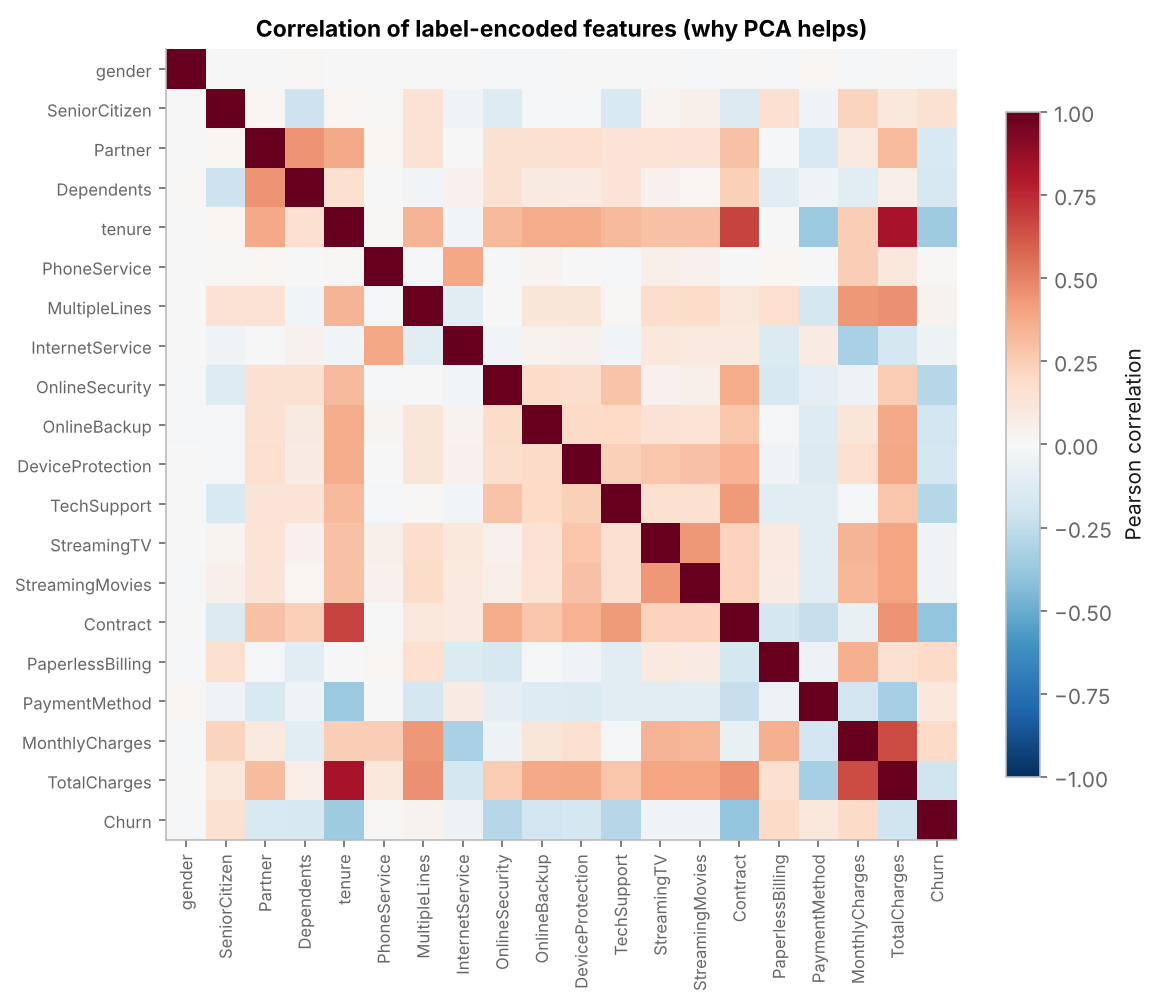 Correlation of label-encoded features (why PCA helps)
gender
SeniorCitizen
Partner
Dependents
tenure
PhoneService
MultipleLines
InternetService
OnlineSecurity
OnlineBackup
DeviceProtection
TechSupport
StreamingTV
StreamingMovies
Contract
PaperlessBilling
PaymentMethod
MonthlyCharges
TotalCharges
Churn
gender
SeniorCitizen
Partner
Dependents
tenure
PhoneService
MultipleLines
InternetService
OnlineSecurity
OnlineBackup
DeviceProtection
TechSupport
StreamingTV
StreamingMovies
Contract
PaperlessBilling
PaymentMethod
MonthlyCharges
TotalCharges
Churn
1.00
0.75
0.50
0.25
0.00
−0.25
−0.50
−0.75
−1.00
Pearson correlation